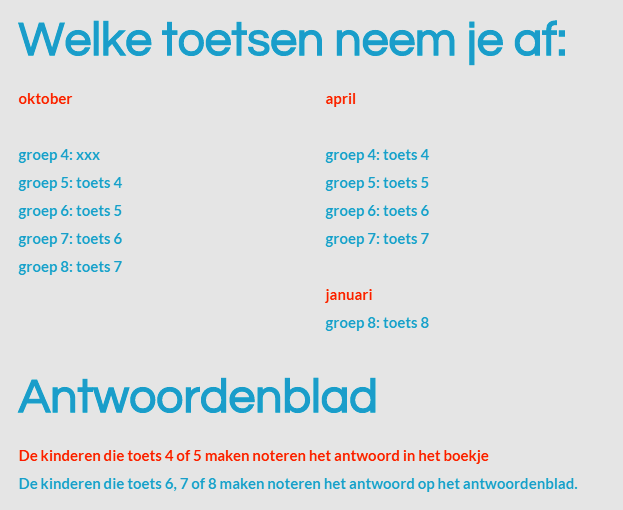 Welke toetsen neem je af:
oktober
groep 4: xxx
groep 5: toets 4
groep 6: toets 5
groep 7: toets 6
groep 8: toets 7
april
groep 4: toets 4
groep 5: toets 5
groep 6: toets 6
groep 7: toets 7
januari
groep 8: toets 8
Antwoordenblad
De kinderen die toets 4 of 5 maken noteren het antwoord in het boekje
De kinderen die toets 6, 7 of 8 maken noteren het antwoord op het antwoordenblad.